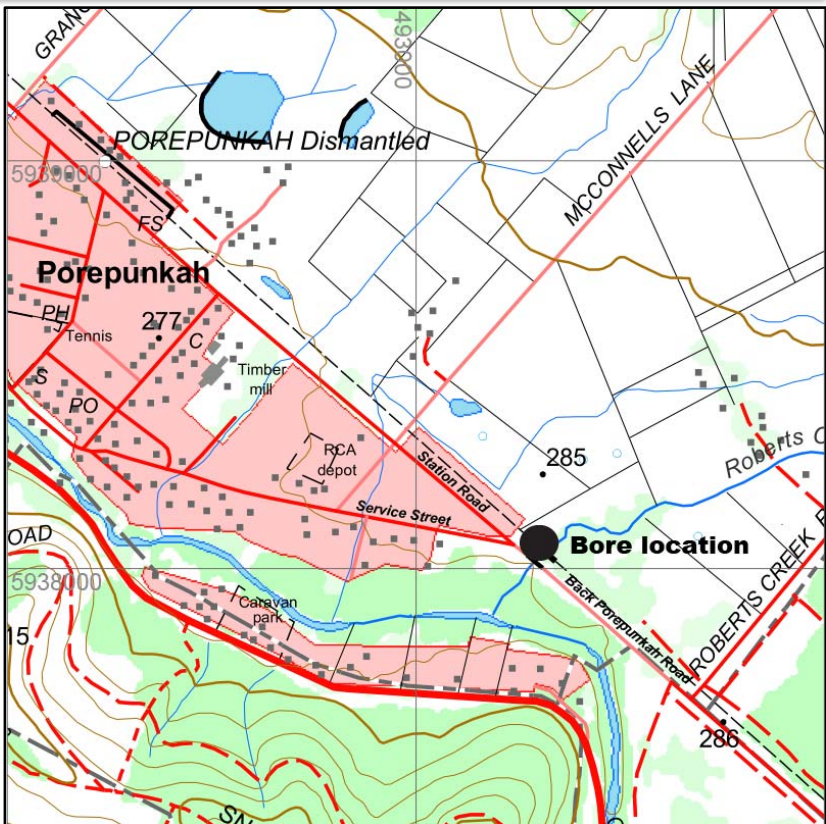 GRANG
493000
POREPUNKAH Dismantled
MCCONNELLS LANE
5939000
FS
Porepunkah
PH
277
Tennis
C
Timber
mill
S
PO
RCA
depot
Station Road
285
Roberts C
Service Street
Bore location
OAD
5938000
Back Porepunkah Road
ROBERTS CREEK
Caravan
park
15
286
SN